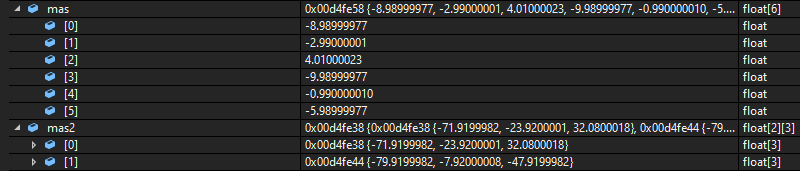 mas 0x00d4fe58 {-8.98999977, -2.99000001, 4.01000023, -9.98999977, -0.990000010, -5.... float[6]
[0] -8.98999977 float
[1] -2.99000001 float
[2] 4.01000023 float
[3] -9.98999977 float
[4] -0.990000010 float
[5] -5.98999977 float
mas2 0x00d4fe38 {0x00d4fe38 {-71.9199982, -23.9200001, 32.0800018}, 0x00d4fe44 {-79.... float[2][3]
[0] 0x00d4fe38 {-71.9199982, -23.9200001, 32.0800018} float[3]
[1] 0x00d4fe44 {-79.9199982, -7.92000008, -47.9199982} float[3]